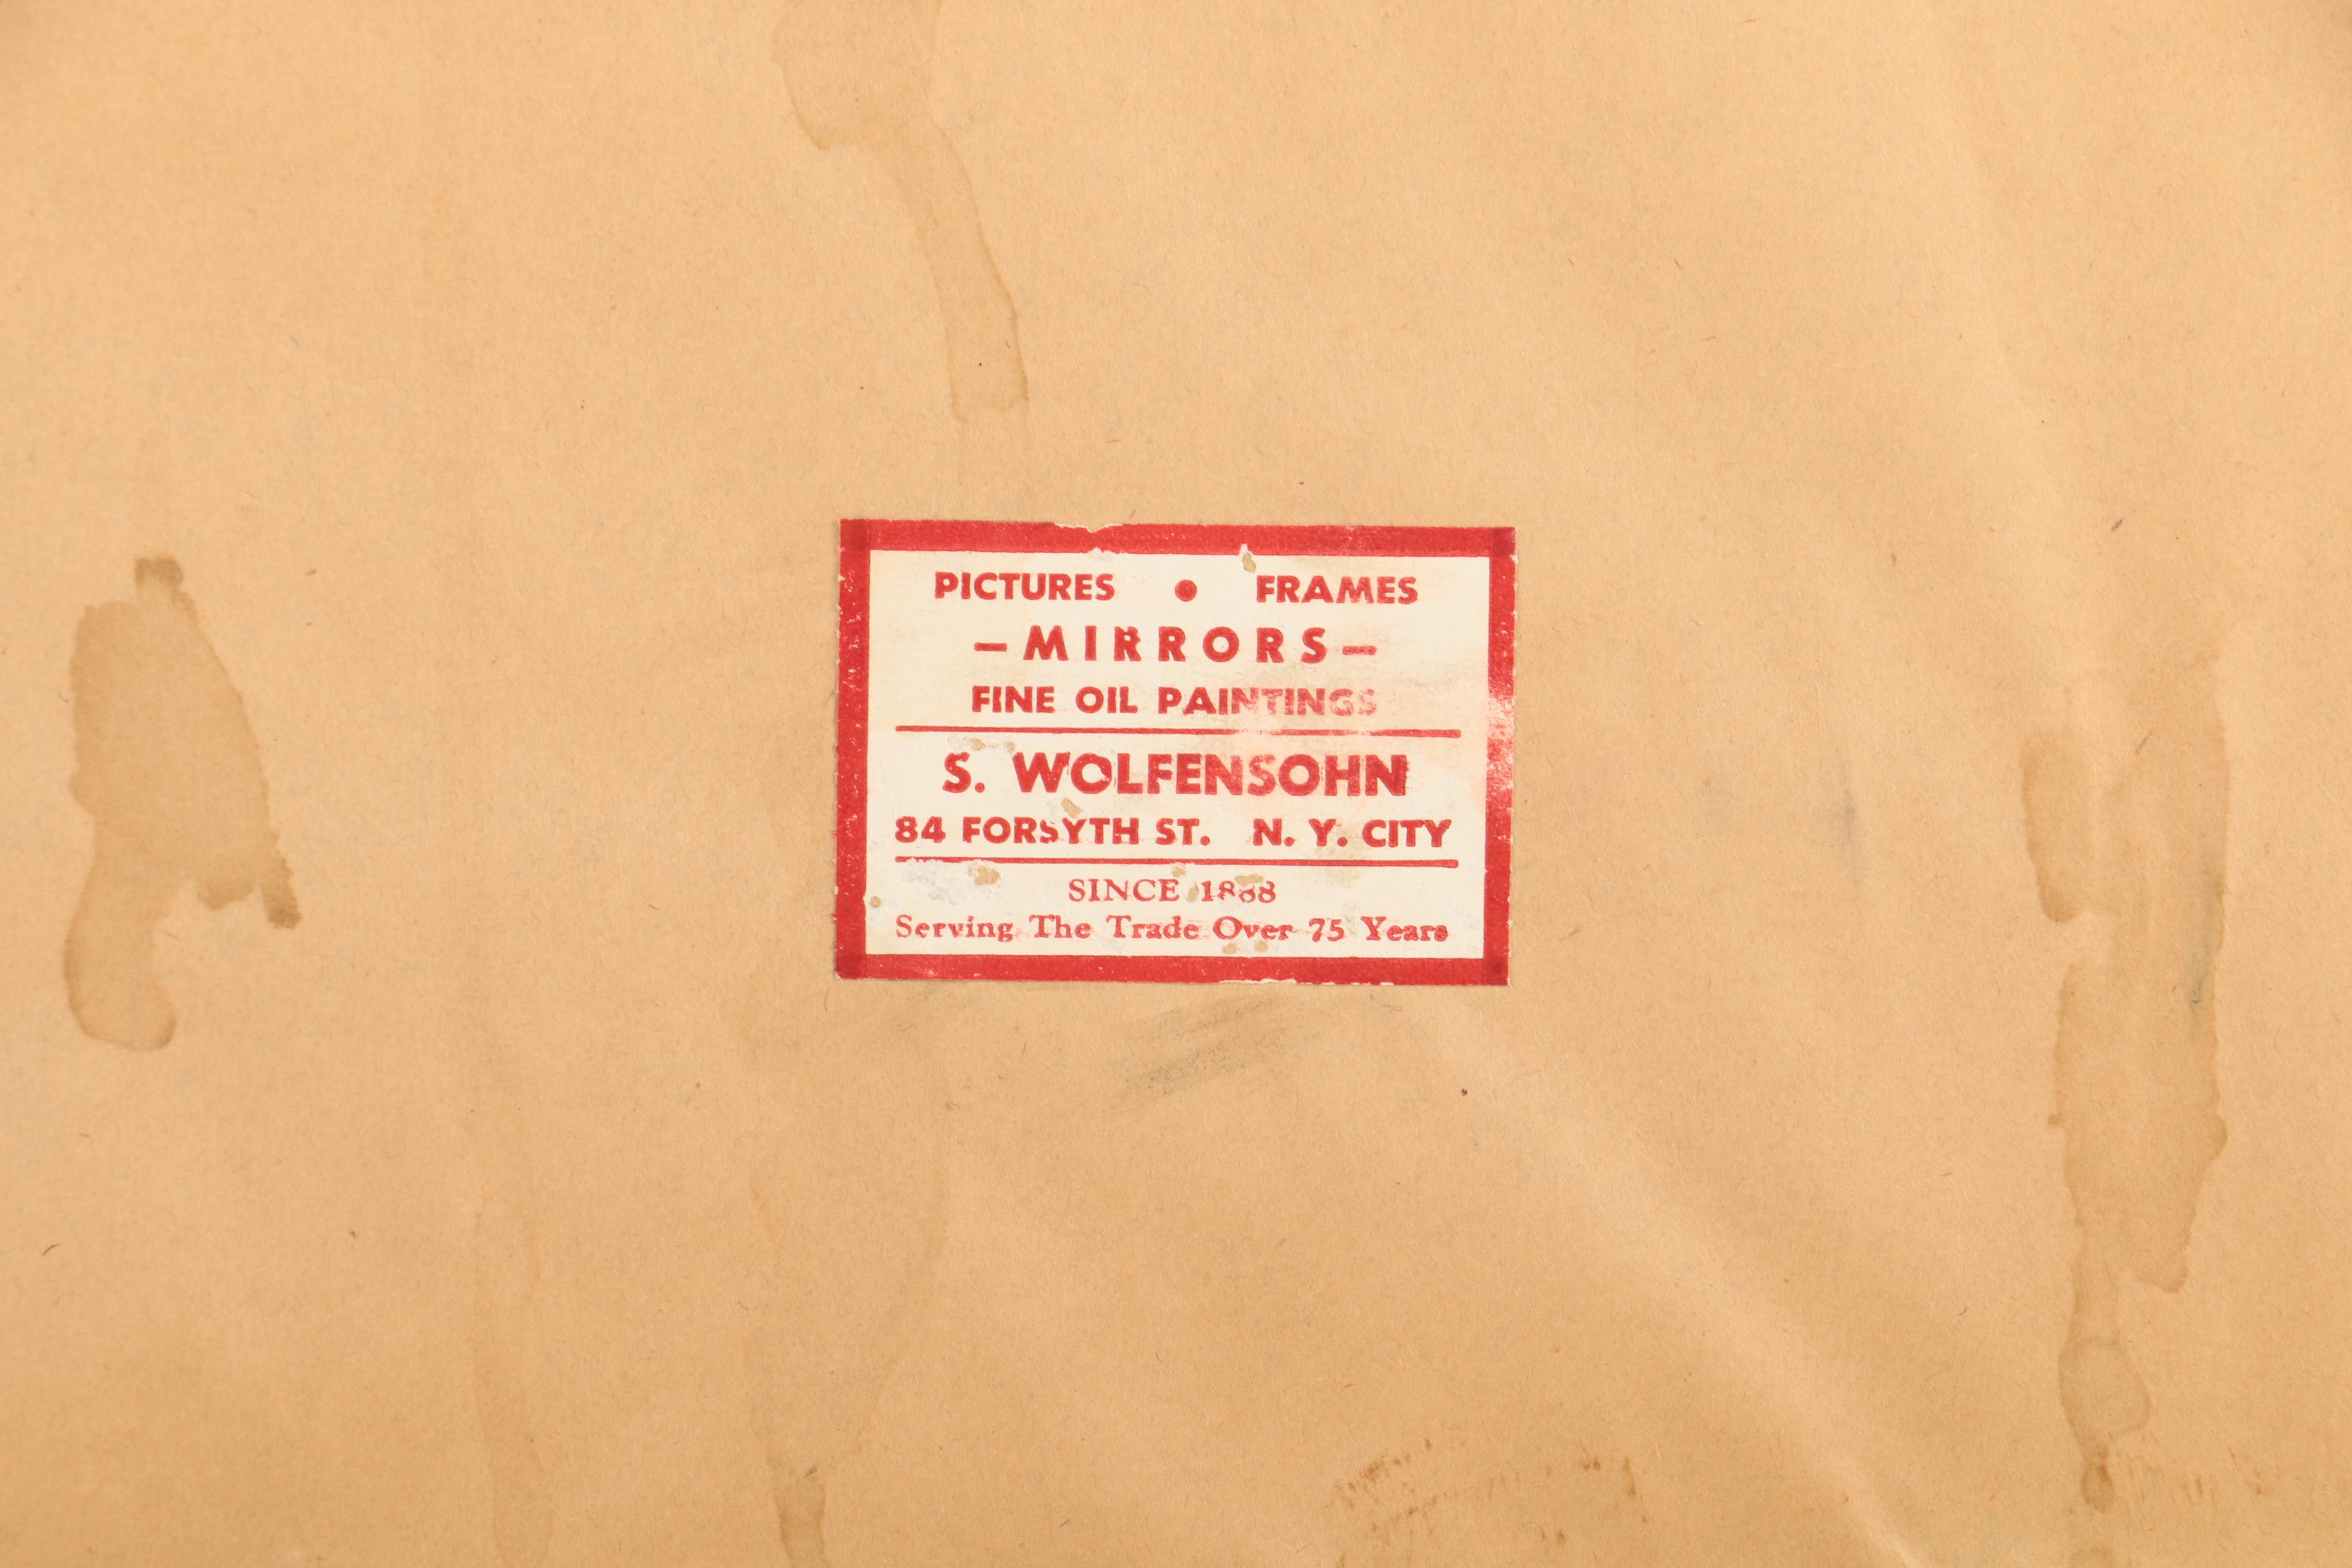 PICTURES • FRAMES
-MIRRORS-
FINE OIL PAINTINGS
S. WOLFENSOHN
84 FORSYTH ST. N. Y. CITY
SINCE 1888
Serving The Trade Over 75 Years